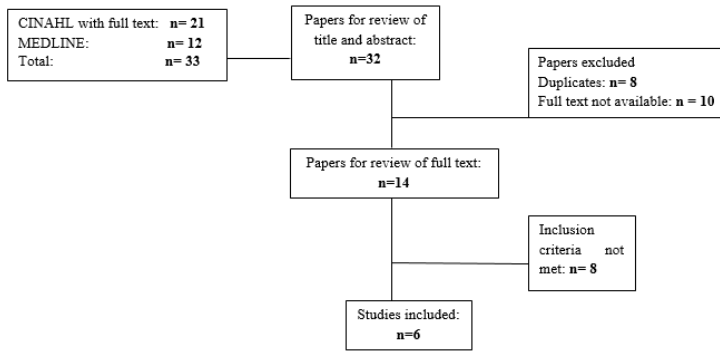 CINAHL with full text: n= 21
MEDLINE: n= 12
Total: n= 33
Papers for review of
title and abstract:
n=32
Papers excluded
Duplicates: n= 8
Full text not available: n = 10
Papers for review of full text:
n=14
Inclusion
criteria not
met: n= 8
Studies included:
n=6